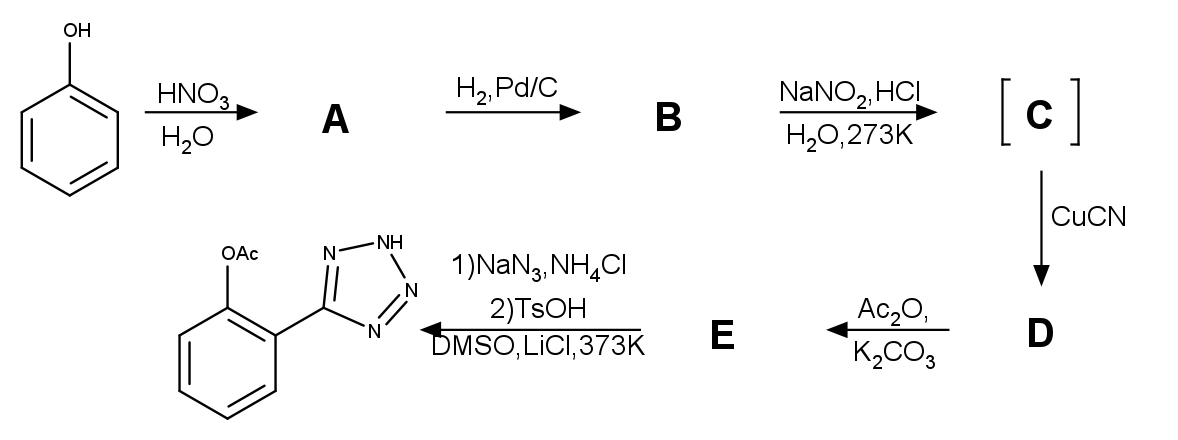 OH
HNO₃
H₂O
A
H₂,Pd/C
B
NaNO₂,HCl
H₂O,273K
[ C ]
CuCN
D
Ac₂O,
K₂CO₃
E
1)NaN₃,NH₄Cl
2)TsOH
DMSO,LiCl,373K
OAc
N
NH
N
N